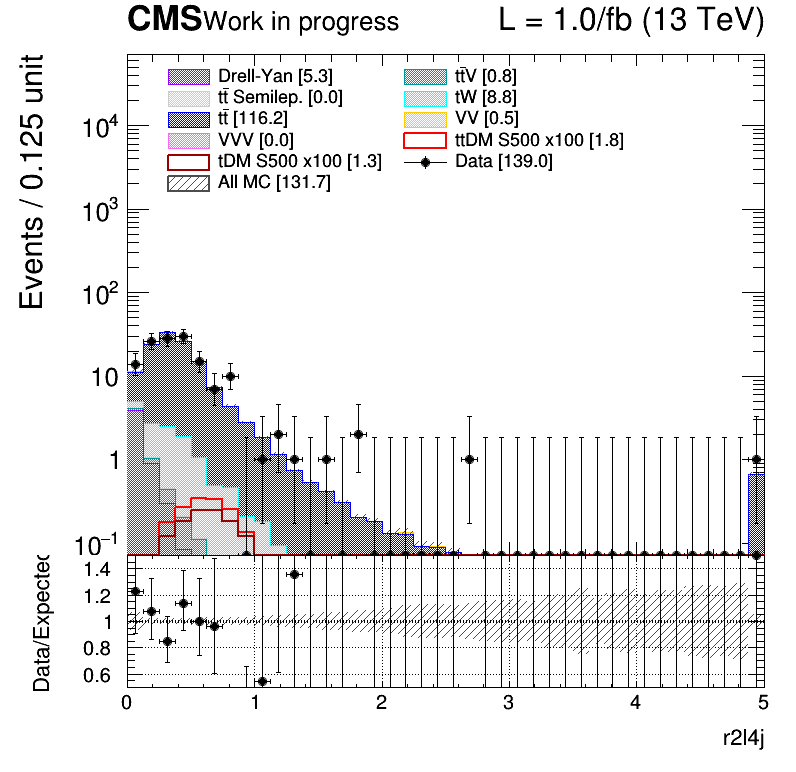 CMS Work in progress L = 1.0/fb (13 TeV)
Drell-Yan [5.3] tt̄V [0.8]
tt̄ Semilep. [0.0] tW [8.8]
tt̄ [116.2] VV [0.5]
VVV [0.0] ttDM S500 x100 [1.8]
tDM S500 x100 [1.3] Data [139.0]
All MC [131.7]
Events / 0.125 unit
10⁴
10³
10²
10
1
10⁻¹
Data/Expected
1.4
1.2
1
0.8
0.6
0 1 2 3 4 5
r2l4j